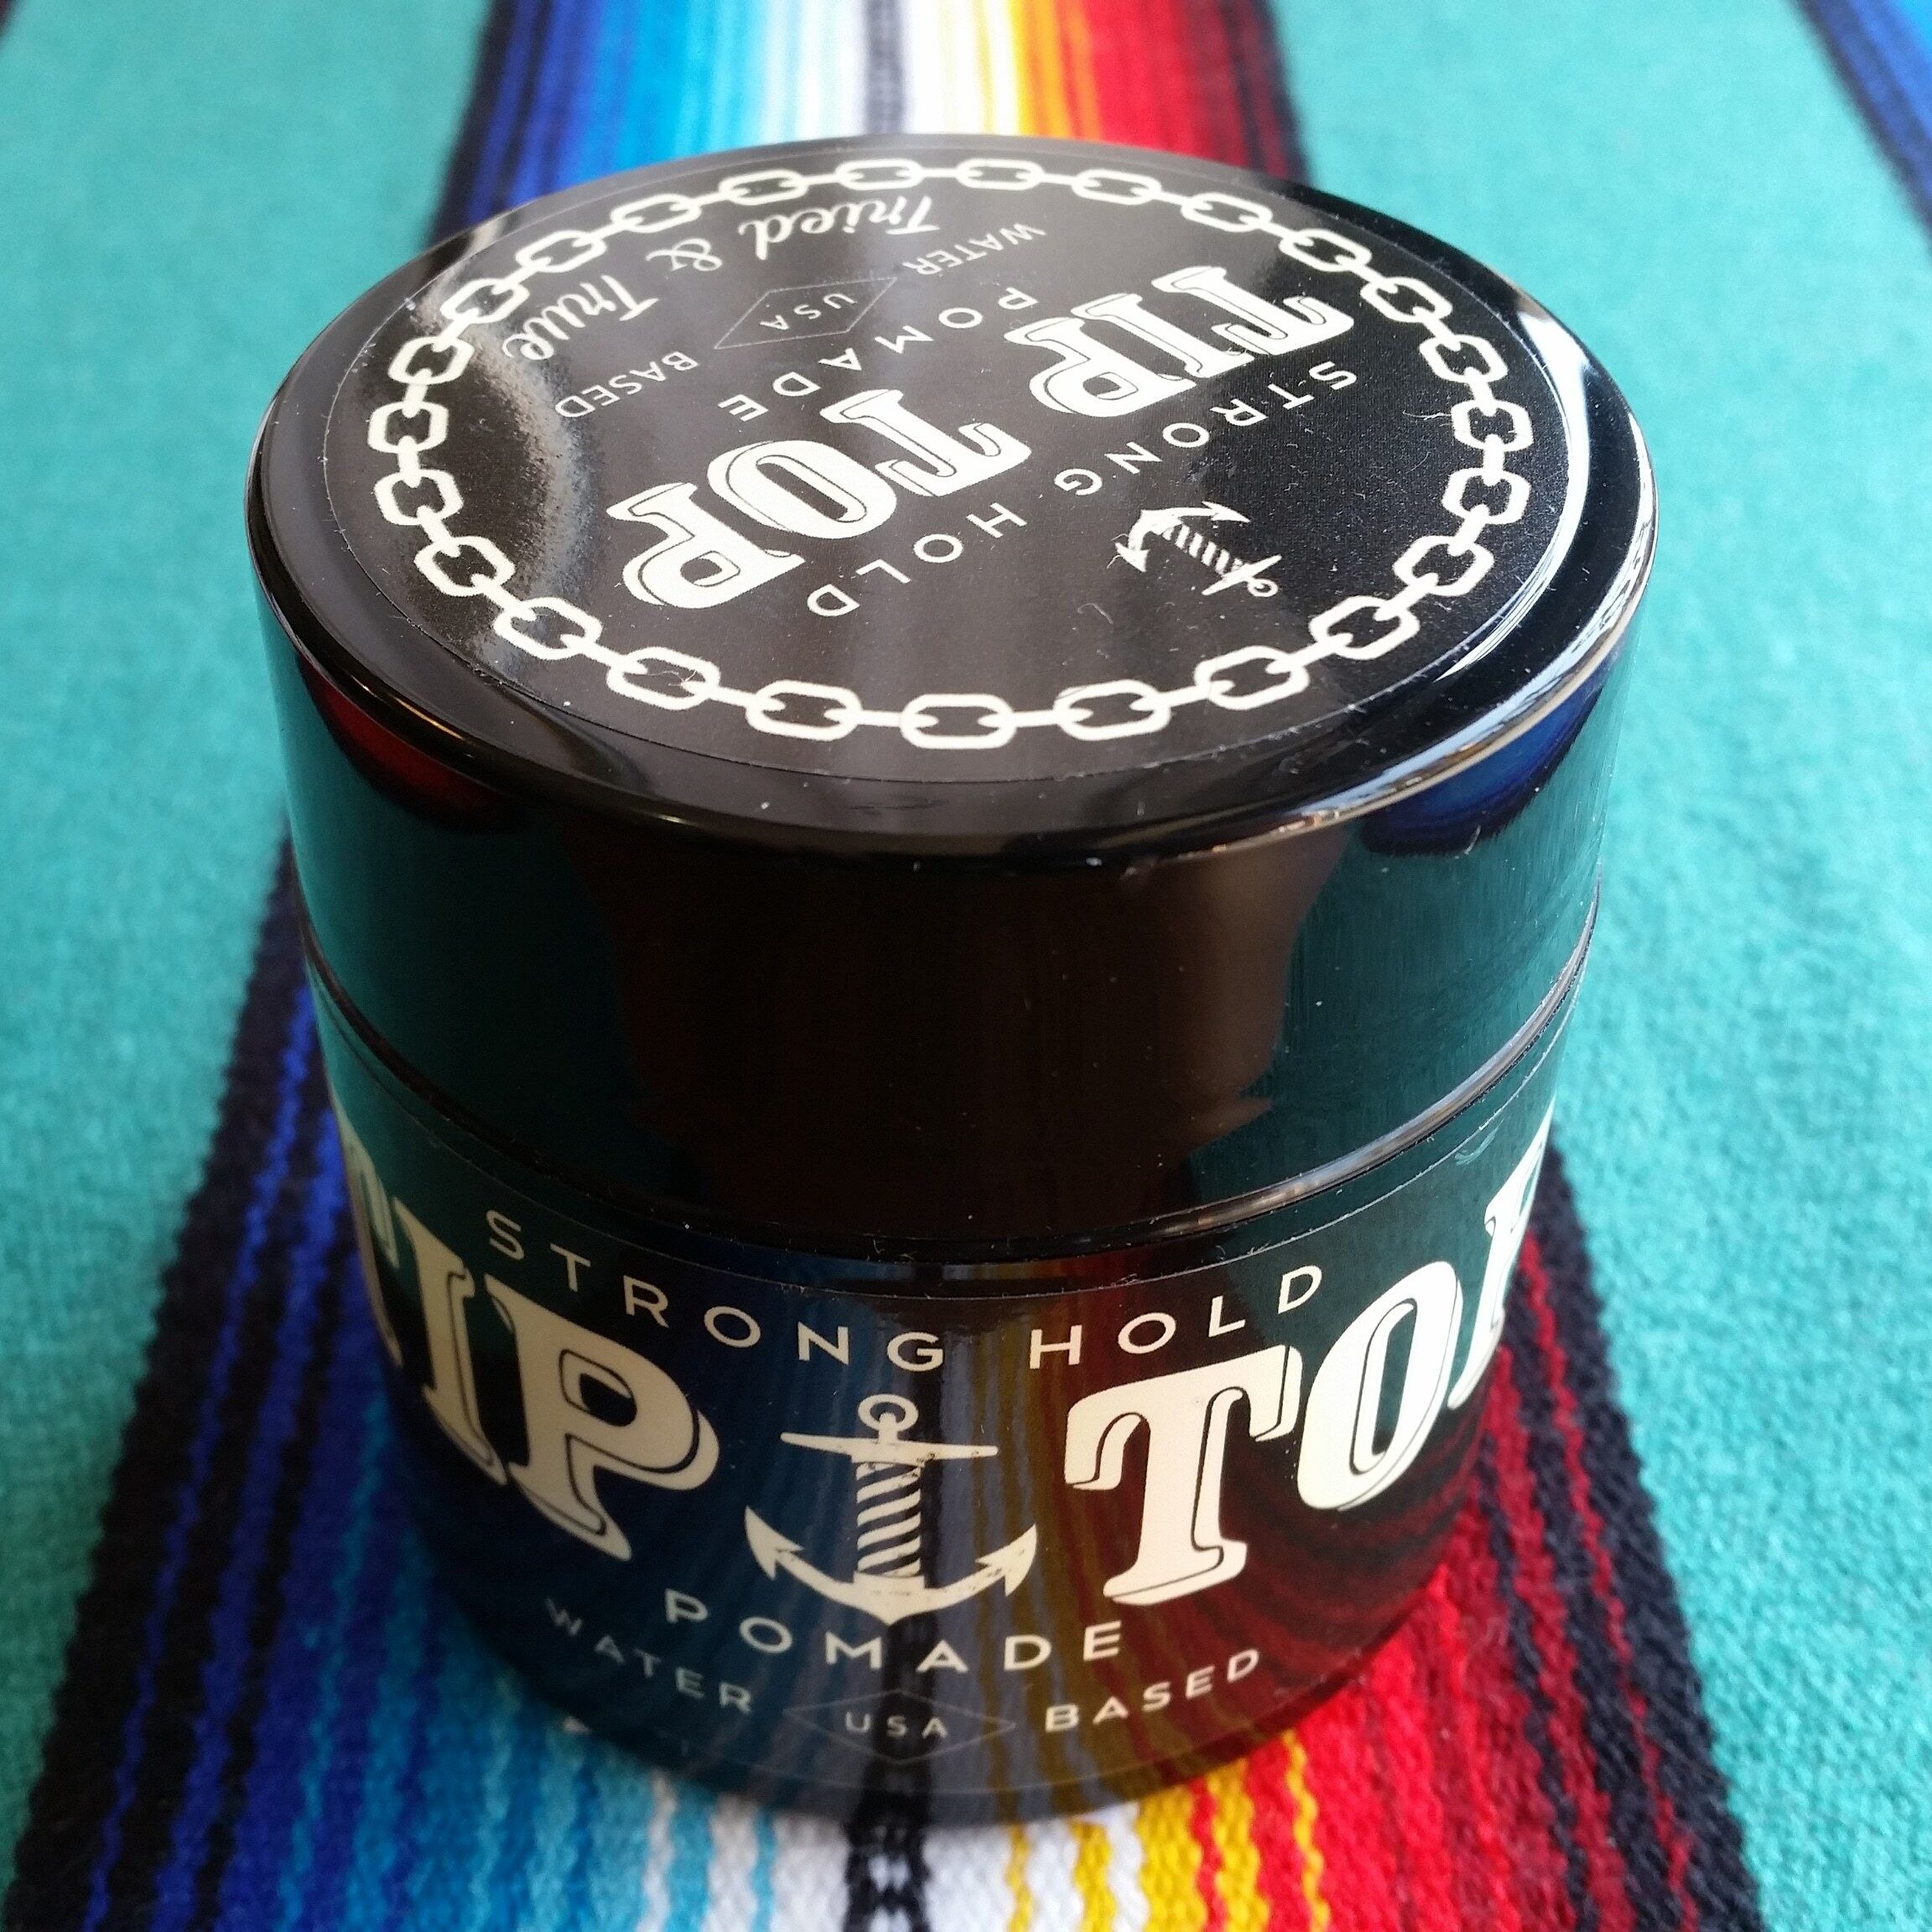 STRONG HOLD
TIP TOP
POMADE
WATER USA BASED
Tried & True
STRONG HOLD
TIP TOP
POMADE
WATER USA BASED